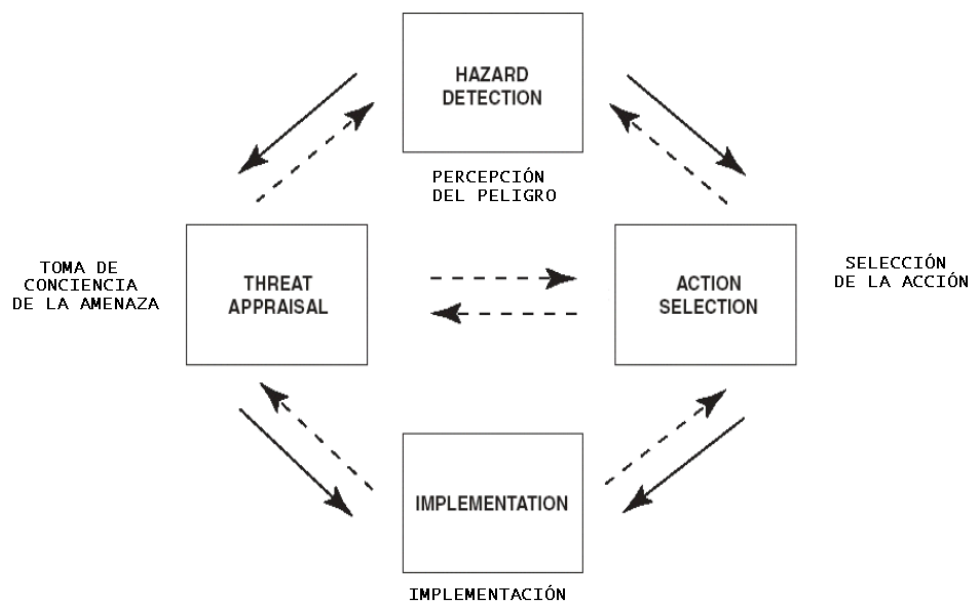 HAZARD
DETECTION
PERCEPCIÓN
DEL PELIGRO
TOMA DE
CONCIENCIA
DE LA AMENAZA
THREAT
APPRAISAL
ACTION
SELECTION
SELECCIÓN
DE LA ACCIÓN
IMPLEMENTATION
IMPLEMENTACIÓN